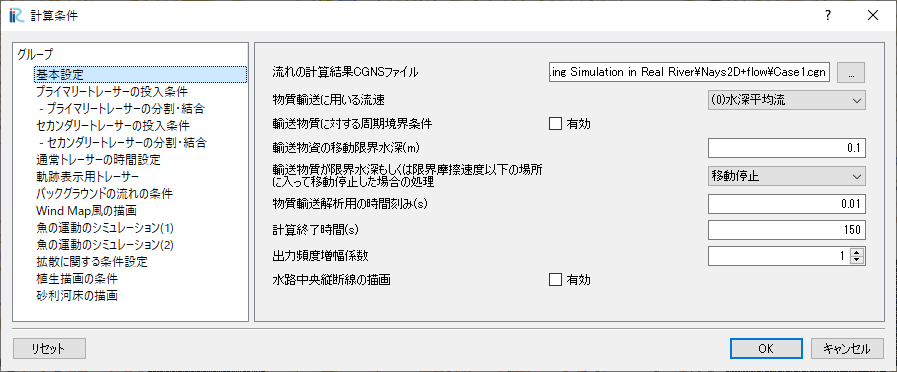 計算条件
グループ
基本設定
プライマリートレーサーの投入条件
- プライマリートレーサーの分割・結合
セカンダリートレーサーの投入条件
- セカンダリートレーサーの分割・結合
通常トレーサーの時間設定
軌跡表示用トレーサー
バックグラウンドの流れの条件
Wind Map風の描画
魚の運動のシミュレーション(1)
魚の運動のシミュレーション(2)
拡散に関する条件設定
植生描画の条件
砂利河床の描画
流れの計算結果CGNSファイル
.ing Simulation in Real River¥Nays2D+flow¥Case1.cgn
...
物質輸送に用いる流速
(0)水深平均流
輸送物質に対する周期境界条件
有効
輸送物資の移動限界水深(m)
0.1
輸送物質が限界水深もしくは限界摩擦速度以下の場所
に入って移動停止した場合の処理
移動停止
物質輸送解析用の時間刻み(s)
0.01
計算終了時間(s)
150
出力頻度増幅係数
1
水路中央縦断線の描画
有効
リセット
OK
キャンセル